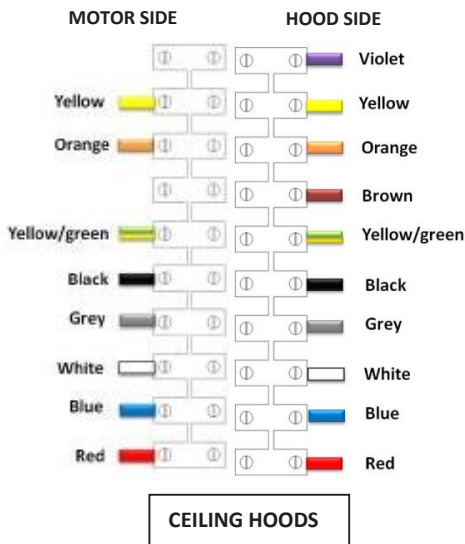 MOTOR SIDE
HOOD SIDE
Violet
Yellow
Yellow
Orange
Orange
Brown
Yellow/green
Yellow/green
Black
Black
Grey
Grey
White
White
Blue
Blue
Red
Red
CEILING HOODS